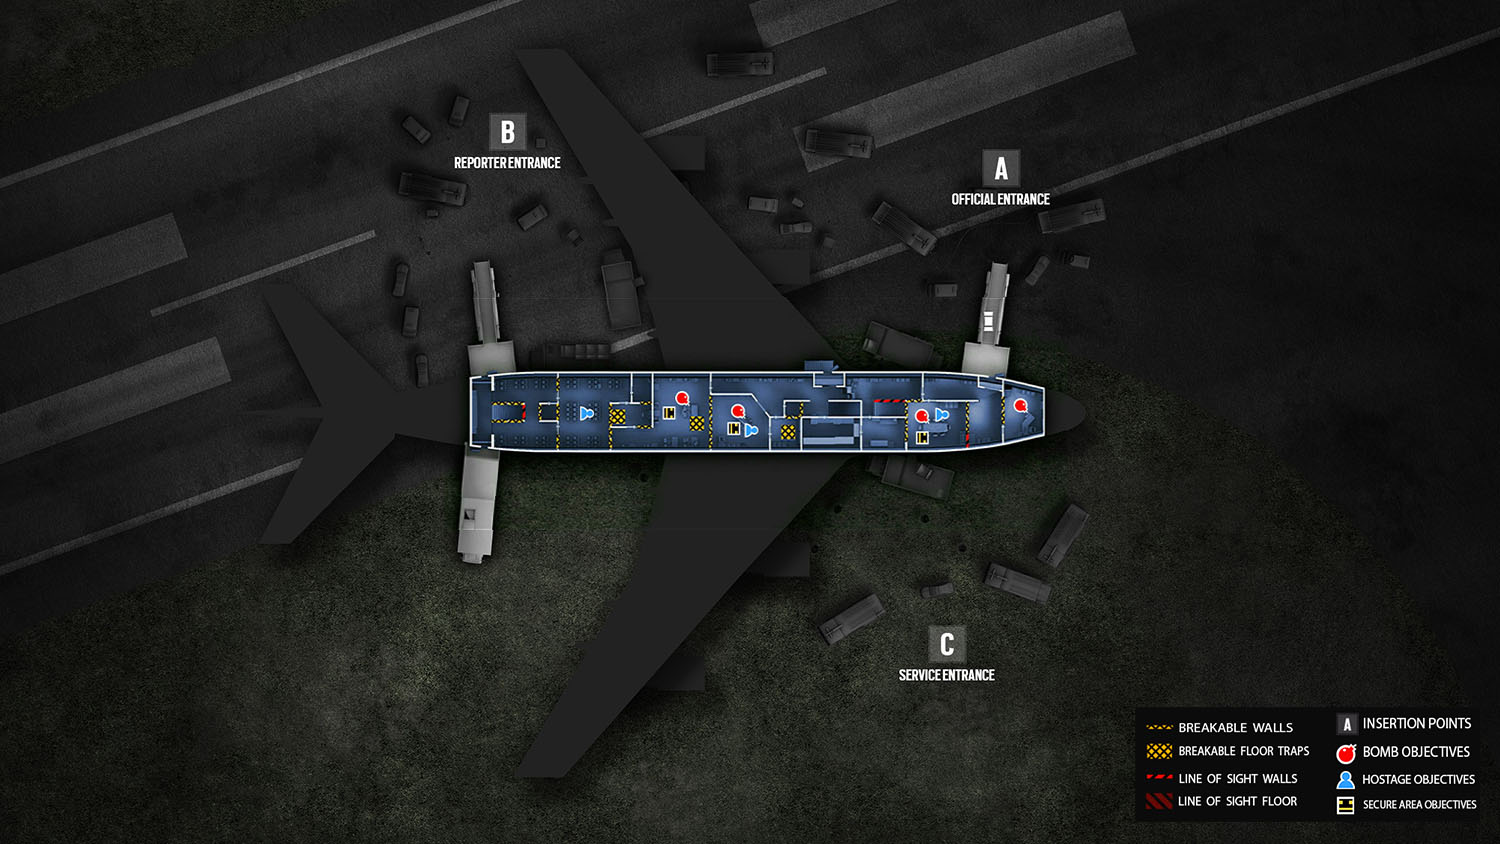 B
REPORTER ENTRANCE
A
OFFICIAL ENTRANCE
C
SERVICE ENTRANCE
BREAKABLE WALLS
BREAKABLE FLOOR TRAPS
LINE OF SIGHT WALLS
LINE OF SIGHT FLOOR
A INSERTION POINTS
BOMB OBJECTIVES
HOSTAGE OBJECTIVES
SECURE AREA OBJECTIVES